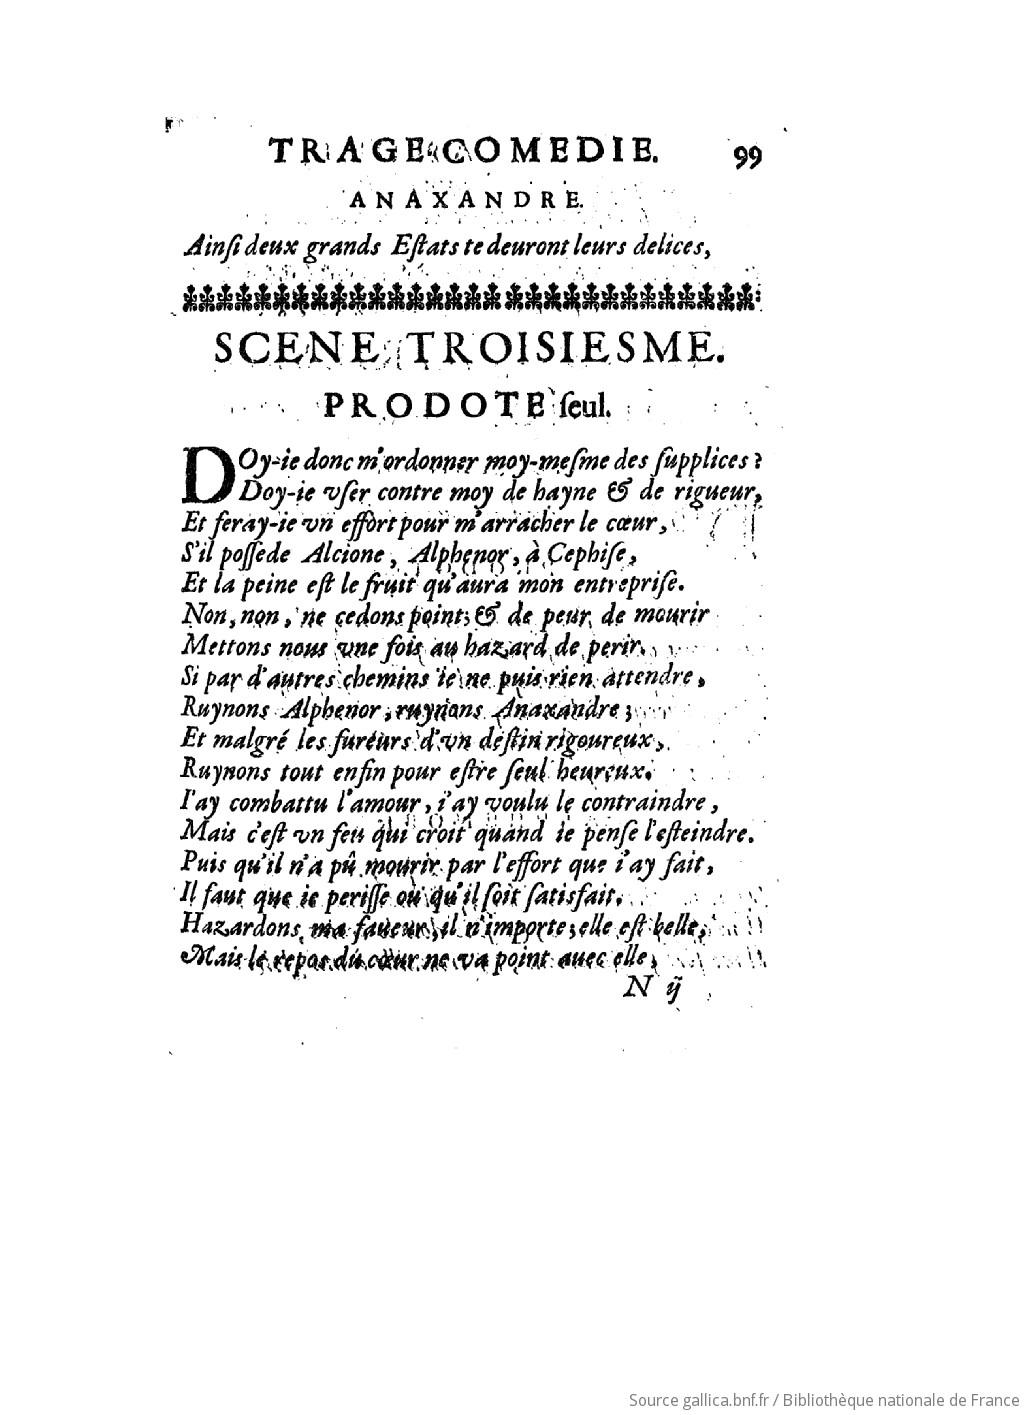 TRAGECOMEDIE. 99
ANAXANDRE.
Ainſi deux grands Eſtats te deuront leurs delices,
SCENE TROISIESME.
PRODOTE ſeul.
DOy-ie donc m'ordonner moy-meſme des ſupplices ?
Doy-ie vſer contre moy de hayne & de rigueur,
Et feray-ie vn effort pour m'arracher le cœur,
S'il poſſede Alcione, Alphenor, à Cephiſe,
Et la peine eſt le fruit qu'aura mon entrepriſe.
Non, non, ne cedons point; & de peur de mourir
Mettons nous vne fois au hazard de perir.
Si par d'autres chemins ie ne puis rien attendre,
Ruynons Alphenor, ruynons Anaxandre ;
Et malgré les fureurs d'vn deſtin rigoureux,
Ruynons tout enfin pour eſtre ſeul heureux.
I'ay combattu l'amour, i'ay voulu le contraindre,
Mais c'eſt vn feu qui croit quand ie penſe l'eſteindre.
Puis qu'il n'a pû mourir par l'effort que i'ay fait,
Il faut que ie periſſe ou qu'il ſoit ſatisfait.
Hazardons ma faueur, il n'importe; elle eſt belle,
Mais le repos du cœur ne va point auec elle,
N ij
Source gallica.bnf.fr / Bibliothèque nationale de France